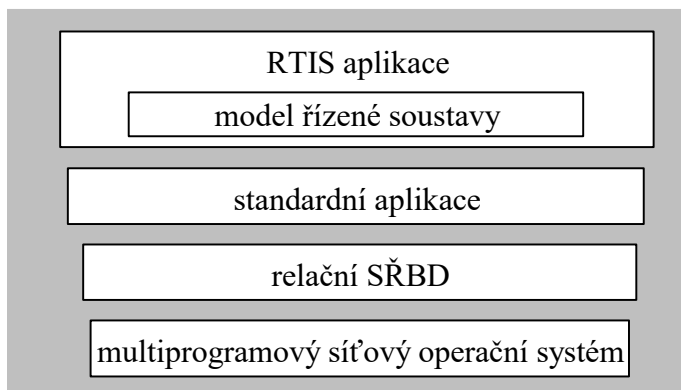 RTIS aplikace
model řízené soustavy
standardní aplikace
relační SŘBD
multiprogramový síťový operační systém